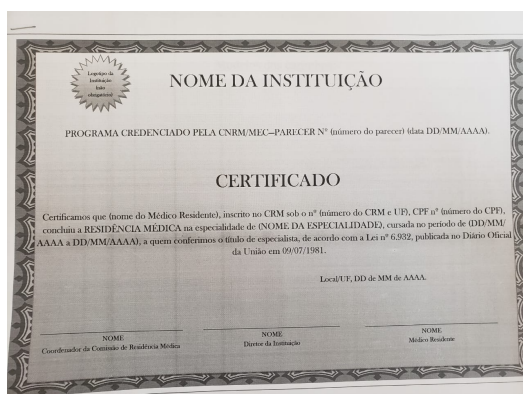 Logotipo da
Instituição
(não
obrigatório)
NOME DA INSTITUIÇÃO
PROGRAMA CREDENCIADO PELA CNRM/MEC–PARECER Nº (número do parecer) (data DD/MM/AAAA).
CERTIFICADO
Certificamos que (nome do Médico Residente), inscrito no CRM sob o nº (número do CRM e UF), CPF nº (número do CPF),
concluiu a RESIDÊNCIA MÉDICA na especialidade de (NOME DA ESPECIALIDADE), cursada no período de (DD/MM/
AAAA a DD/MM/AAAA), a quem conferimos o título de especialista, de acordo com a Lei nº 6.932, publicada no Diário Oficial
da União em 09/07/1981.
Local/UF, DD de MM de AAAA.
NOME
Coordenador da Comissão de Residência Médica
NOME
Diretor da Instituição
NOME
Médico Residente